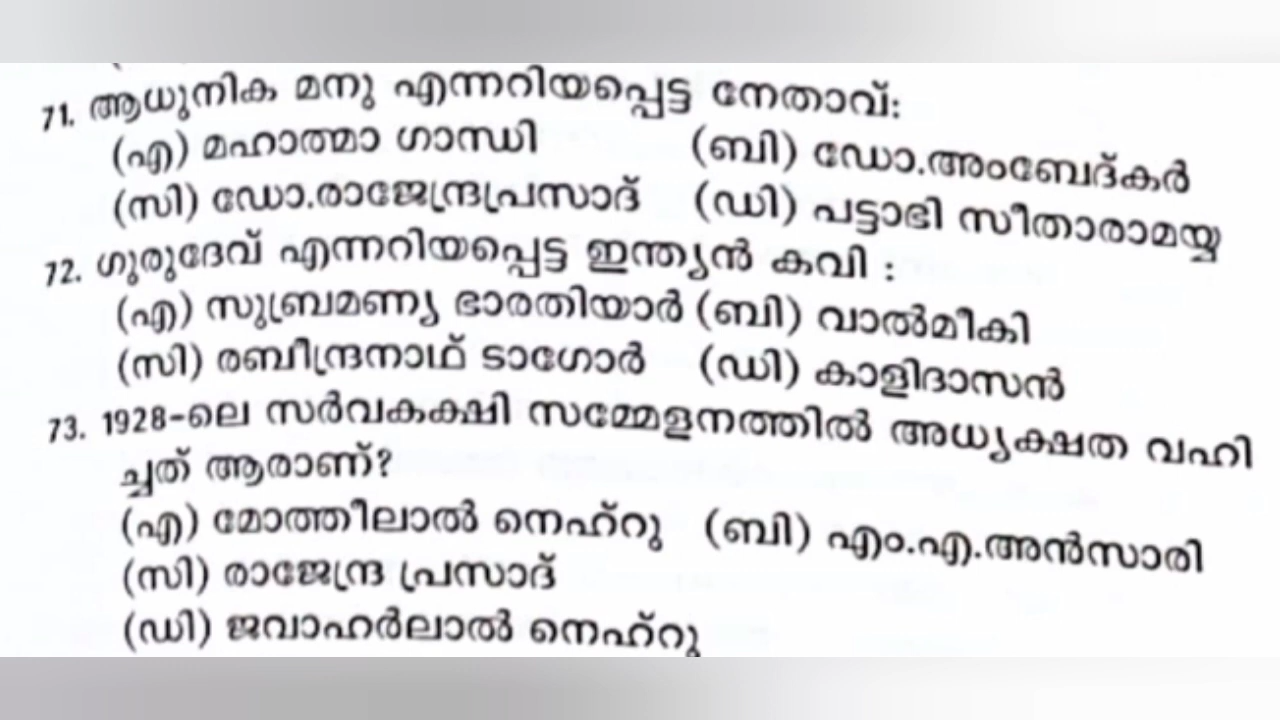 71. ആധുനിക മനു എന്നറിയപ്പെട്ട നേതാവ്:
(എ) മഹാത്മാ ഗാന്ധി (ബി) ഡോ.അംബേദ്കർ
(സി) ഡോ.രാജേന്ദ്രപ്രസാദ് (ഡി) പട്ടാഭി സീതാരാമയ്യ
72. ഗുരുദേവ് എന്നറിയപ്പെട്ട ഇന്ത്യൻ കവി :
(എ) സുബ്രമണ്യ ഭാരതിയാർ (ബി) വാൽമീകി
(സി) രബീന്ദ്രനാഥ് ടാഗോർ (ഡി) കാളിദാസൻ
73. 1928-ലെ സർവകക്ഷി സമ്മേളനത്തിൽ അധ്യക്ഷത വഹി
ച്ചത് ആരാണ്?
(എ) മോത്തീലാൽ നെഹ്റു (ബി) എം.എ.അൻസാരി
(സി) രാജേന്ദ്ര പ്രസാദ്
(ഡി) ജവാഹർലാൽ നെഹ്റു